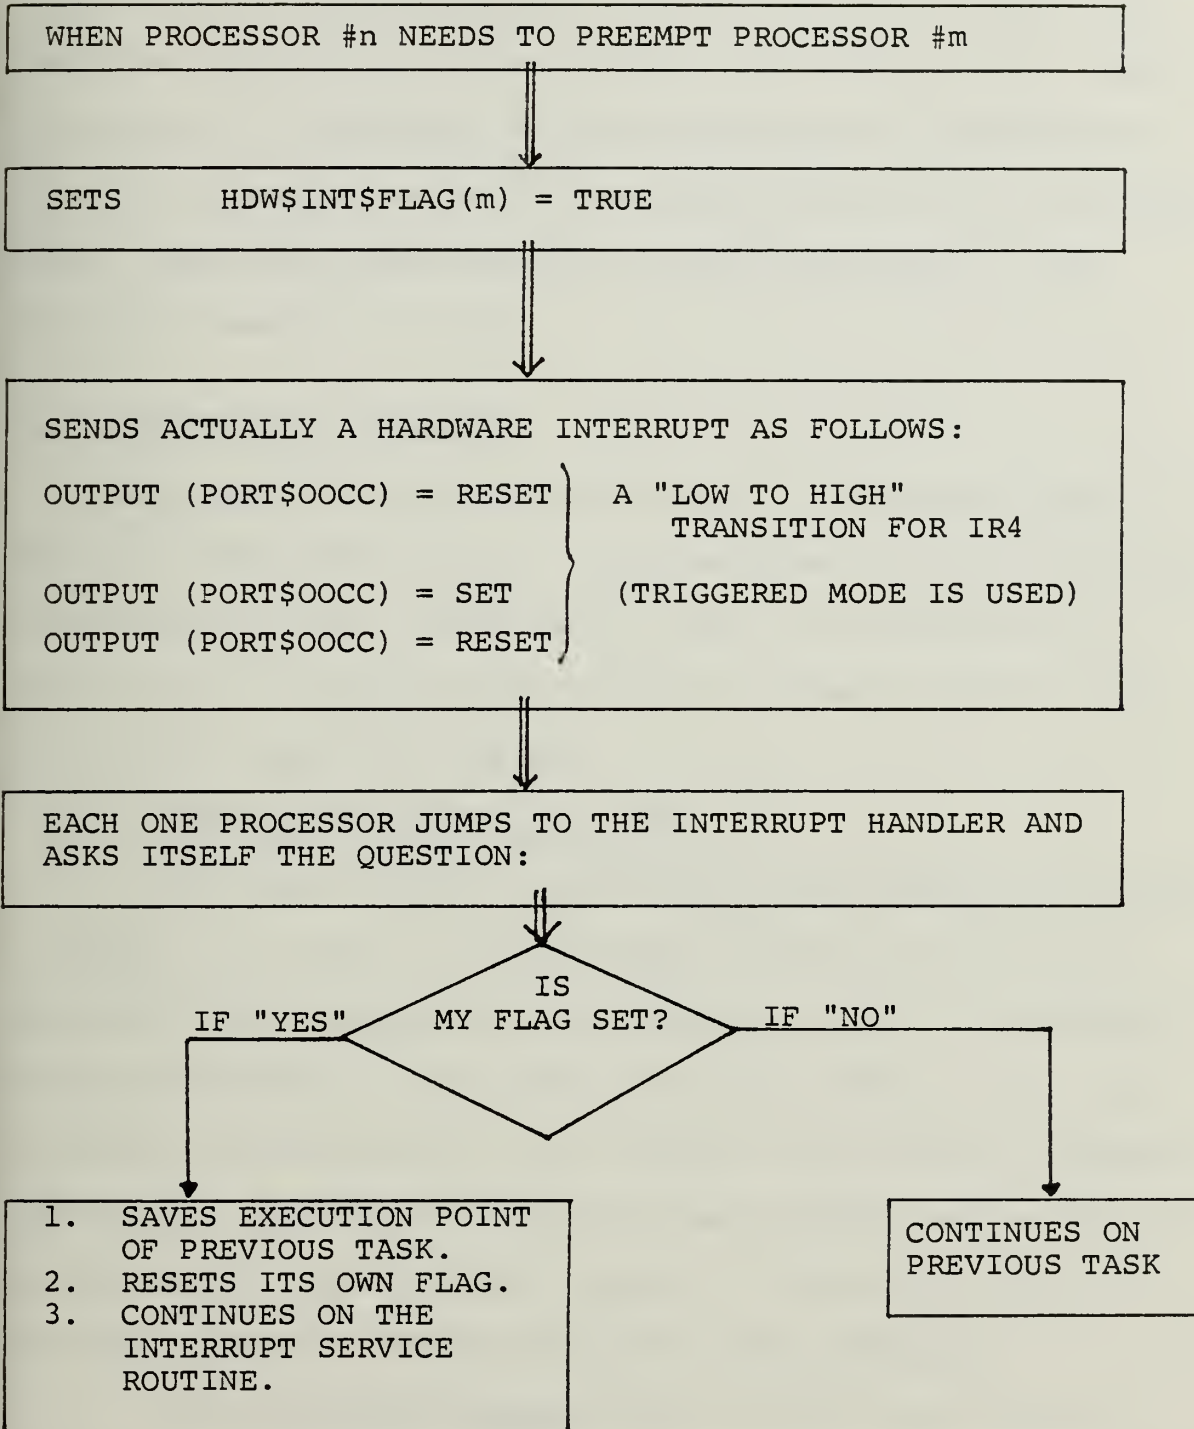 WHEN PROCESSOR #n NEEDS TO PREEMPT PROCESSOR #m
SETS HDW$INT$FLAG(m) = TRUE
SENDS ACTUALLY A HARDWARE INTERRUPT AS FOLLOWS:
OUTPUT (PORT$OOCC) = RESET
OUTPUT (PORT$OOCC) = SET
OUTPUT (PORT$OOCC) = RESET
A "LOW TO HIGH"
TRANSITION FOR IR4
(TRIGGERED MODE IS USED)
EACH ONE PROCESSOR JUMPS TO THE INTERRUPT HANDLER AND
ASKS ITSELF THE QUESTION:
IS
MY FLAG SET?
IF "YES"
IF "NO"
1. SAVES EXECUTION POINT
OF PREVIOUS TASK.
2. RESETS ITS OWN FLAG.
3. CONTINUES ON THE
INTERRUPT SERVICE
ROUTINE.
CONTINUES ON
PREVIOUS TASK